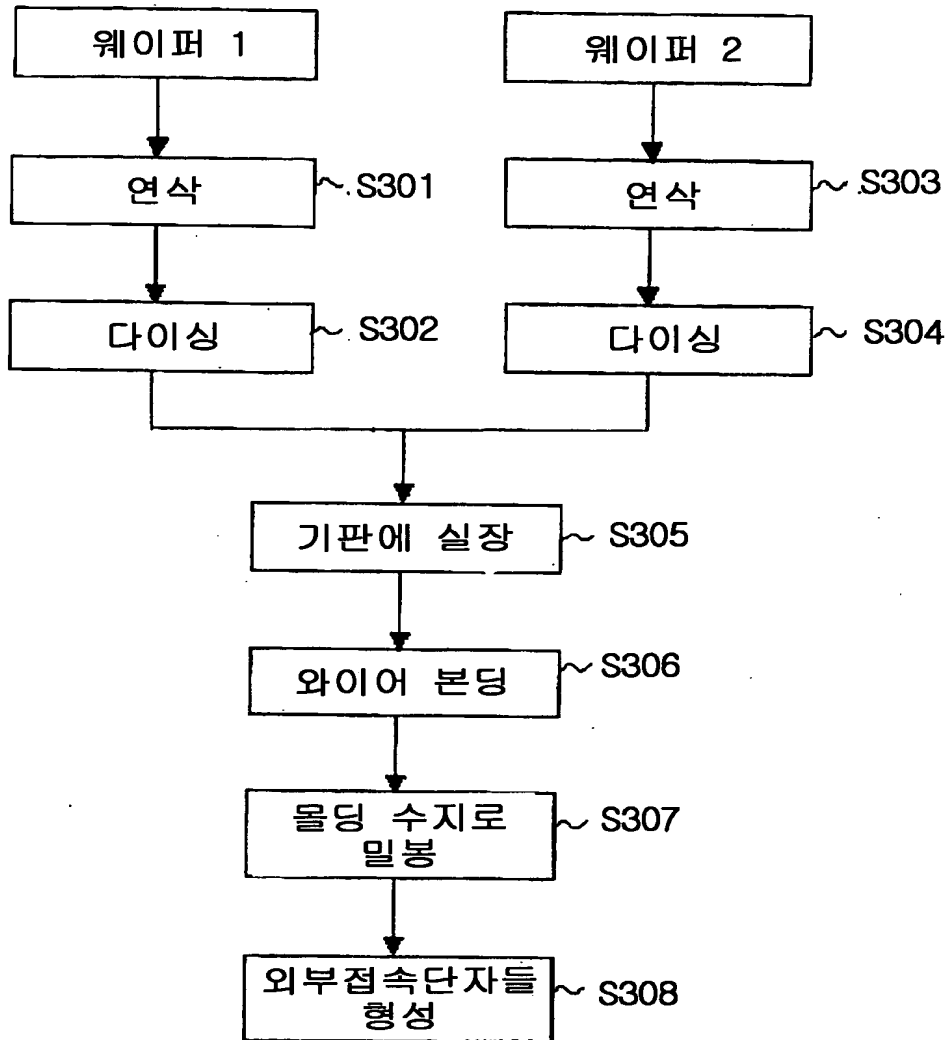 웨이퍼 1
웨이퍼 2
연삭
S301
연삭
S303
다이싱
S302
다이싱
S304
기판에 실장
S305
와이어 본딩
S306
몰딩 수지로
밀봉
S307
외부접속단자들
형성
S308